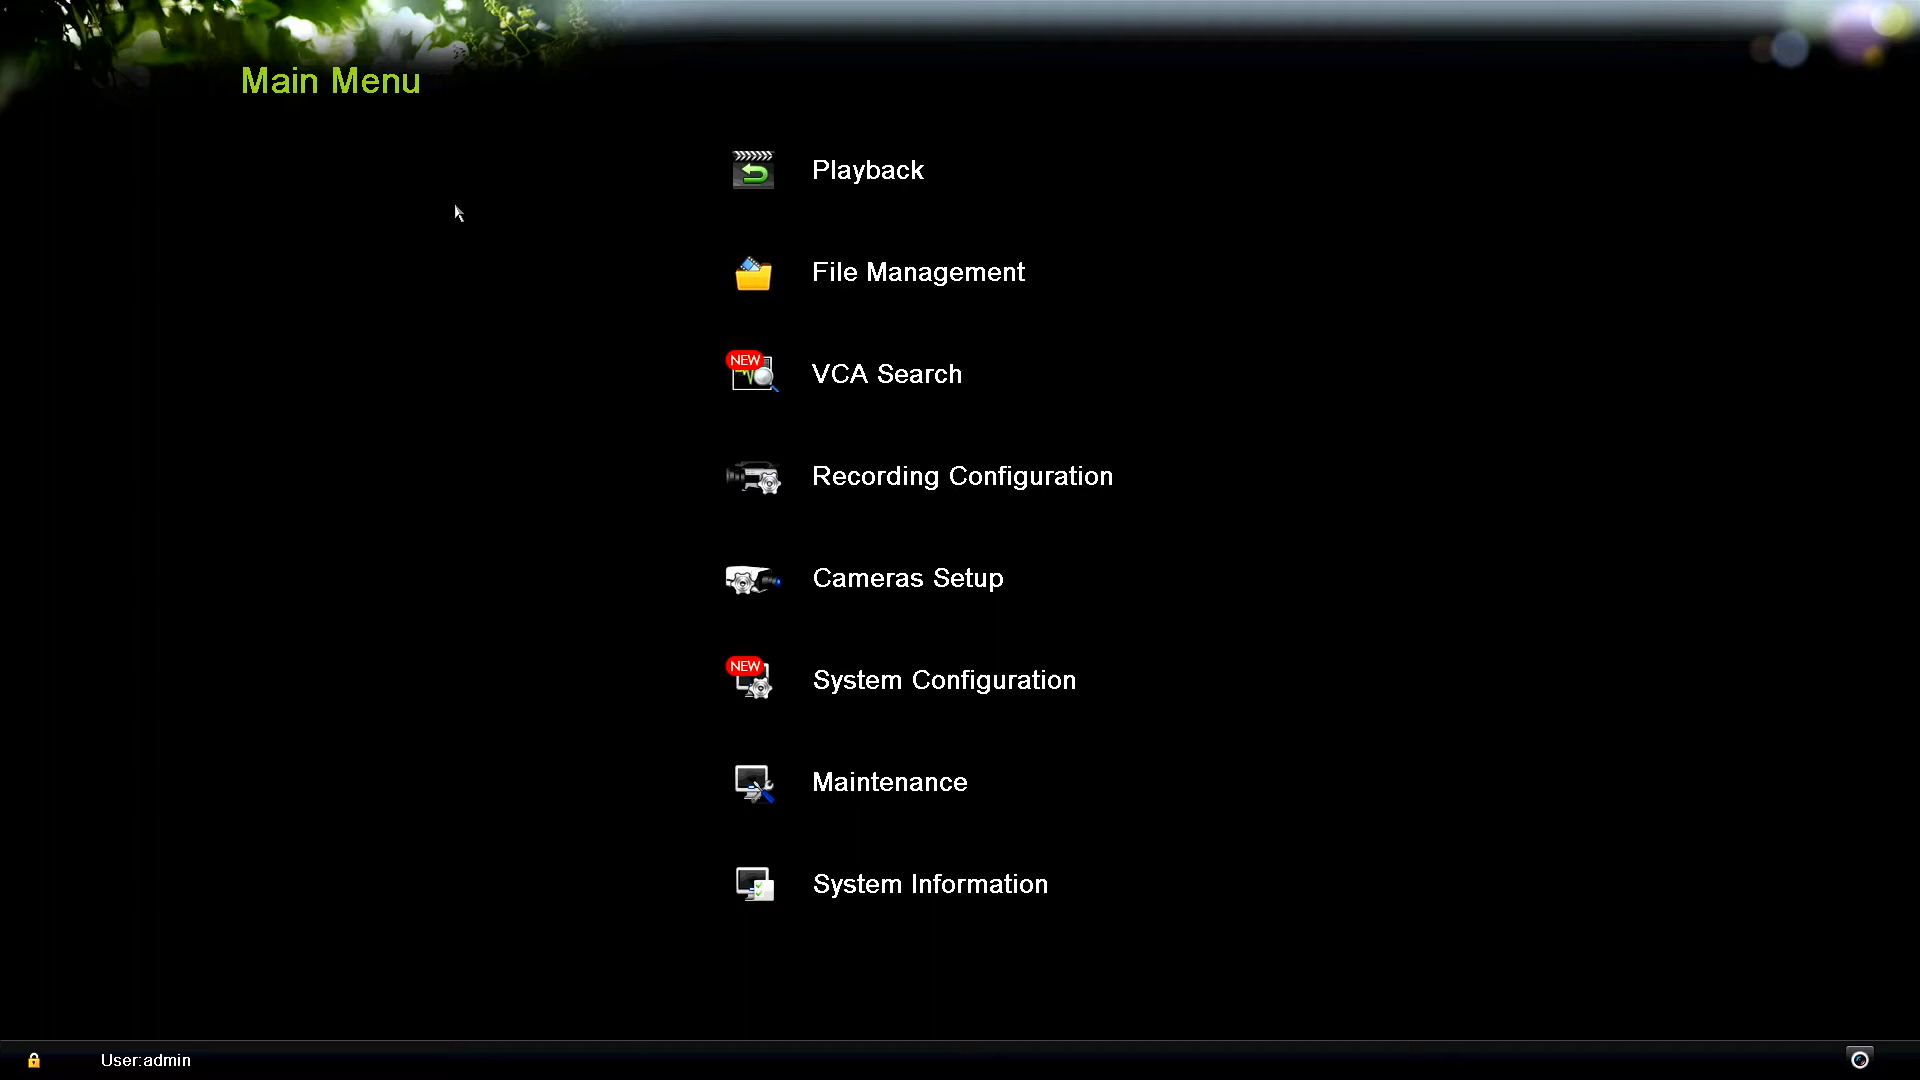 Main Menu
Playback
File Management
NEW
VCA Search
Recording Configuration
Cameras Setup
NEW
System Configuration
Maintenance
System Information
User:admin